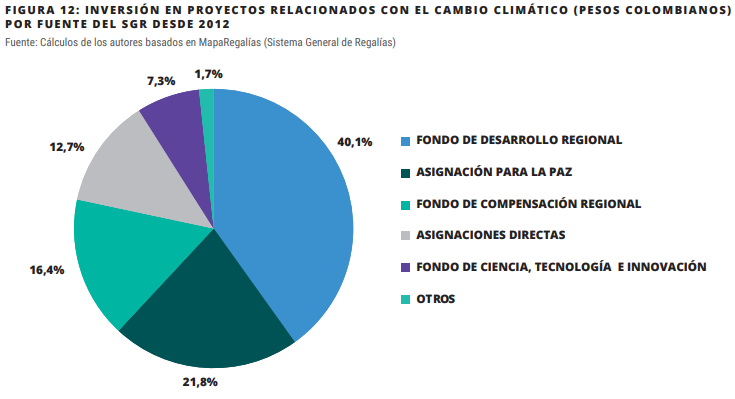 FIGURA 12: INVERSIÓN EN PROYECTOS RELACIONADOS CON EL CAMBIO CLIMÁTICO (PESOS COLOMBIANOS)
POR FUENTE DEL SGR DESDE 2012
Fuente: Cálculos de los autores basados en MapaRegalías (Sistema General de Regalías)
1,7%
7,3%
40,1%
12,7%
16,4%
21,8%
FONDO DE DESARROLLO REGIONAL
ASIGNACIÓN PARA LA PAZ
FONDO DE COMPENSACIÓN REGIONAL
ASIGNACIONES DIRECTAS
FONDO DE CIENCIA, TECNOLOGÍA E INNOVACIÓN
OTROS